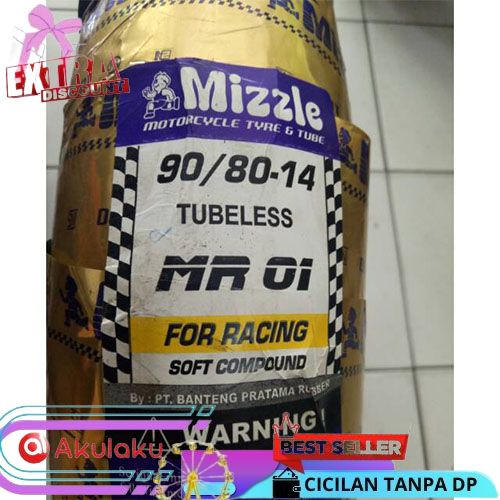 EXTRA
DISCOUNT
Mizzle
MOTORCYCLE TYRE & TUBE
90/80-14
TUBELESS
MR 01
FOR RACING
SOFT COMPOUND
By : PT. BANTENG PRATAMA RUBBER
WARNING !
Akulaku
BEST SELLER
CICILAN TANPA DP